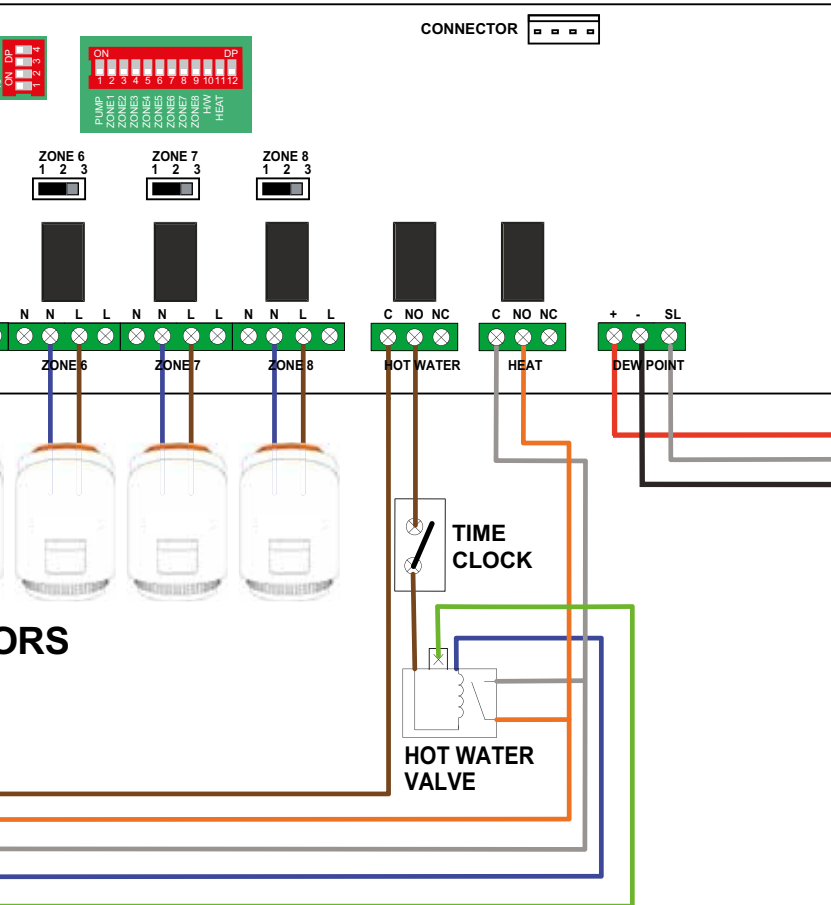 CONNECTOR
ON DP
1 2 3 4
ON DP
1 2 3 4 5 6 7 8 9 10 11 12
PUMP
ZONE1
ZONE2
ZONE3
ZONE4
ZONE5
ZONE6
ZONE7
ZONE8
H/W
HEAT
ZONE 6
1 2 3
ZONE 7
1 2 3
ZONE 8
1 2 3
N N L L
N N L L
N N L L
C NO NC
C NO NC
+ - SL
ZONE 6
ZONE 7
ZONE 8
HOT WATER
HEAT
DEW POINT
TIME
CLOCK
ORS
HOT WATER
VALVE